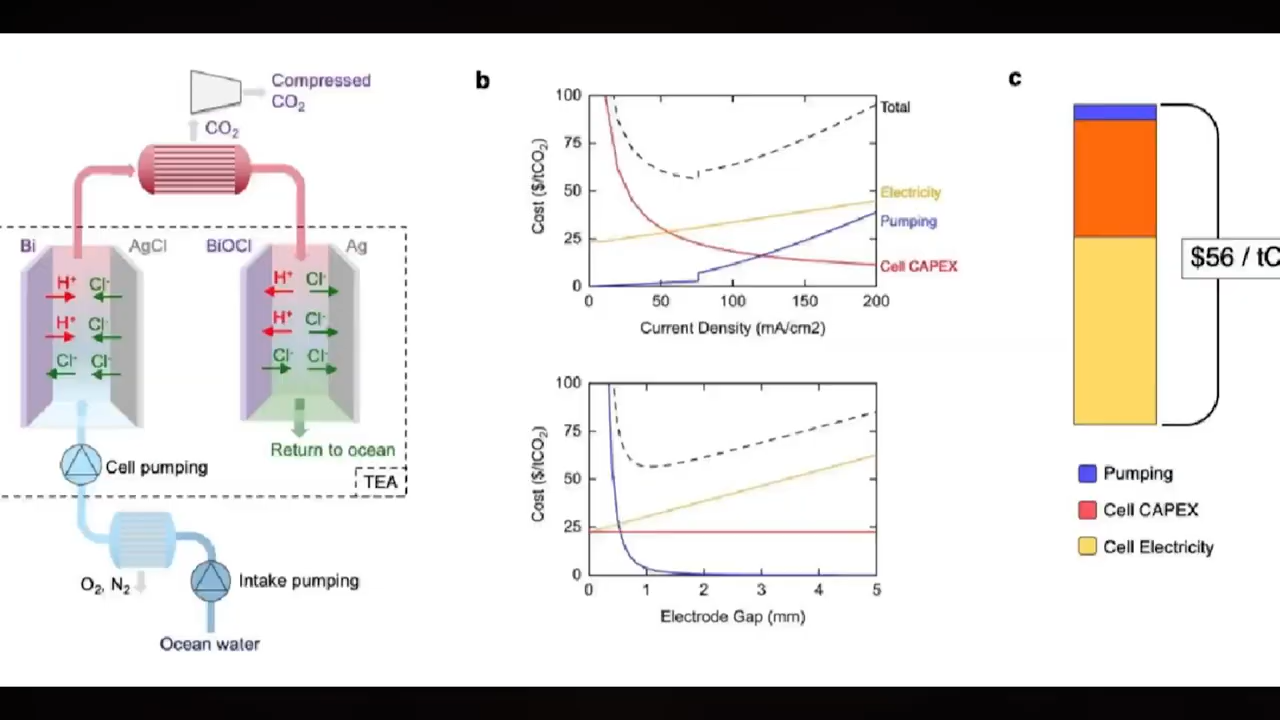 Compressed
CO₂
CO₂
Bi
AgCl
BiOCl
Ag
H⁺
Cl⁻
H⁺
Cl⁻
H⁺
Cl⁻
H⁺
Cl⁻
Cl⁻
Cl⁻
Cl⁻
Cl⁻
Return to ocean
Cell pumping
TEA
O₂, N₂
Intake pumping
Ocean water
b
100
75
50
25
0
Cost ($/tCO₂)
Total
Electricity
Pumping
Cell CAPEX
0
50
100
150
200
Current Density (mA/cm2)
100
75
50
25
0
Cost ($/tCO₂)
0
1
2
3
4
5
Electrode Gap (mm)
c
$56 / tC
Pumping
Cell CAPEX
Cell Electricity